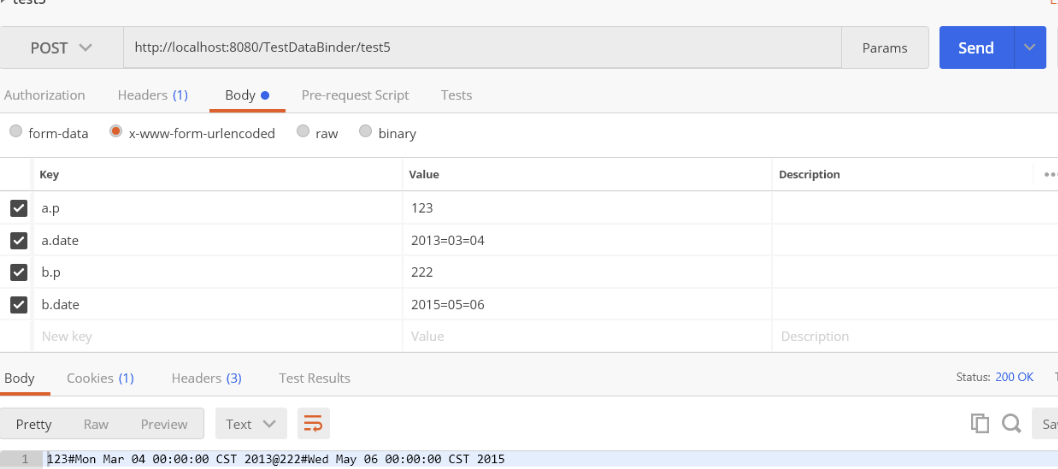 test5
POST http://localhost:8080/TestDataBinder/test5 Params Send
Authorization Headers (1) Body Pre-request Script Tests
form-data x-www-form-urlencoded raw binary
Key Value Description
a.p 123
a.date 2013=03=04
b.p 222
b.date 2015=05=06
New key Value Description
Body Cookies (1) Headers (3) Test Results Status: 200 OK
Pretty Raw Preview Text
1 123#Mon Mar 04 00:00:00 CST 2013@222#Wed May 06 00:00:00 CST 2015